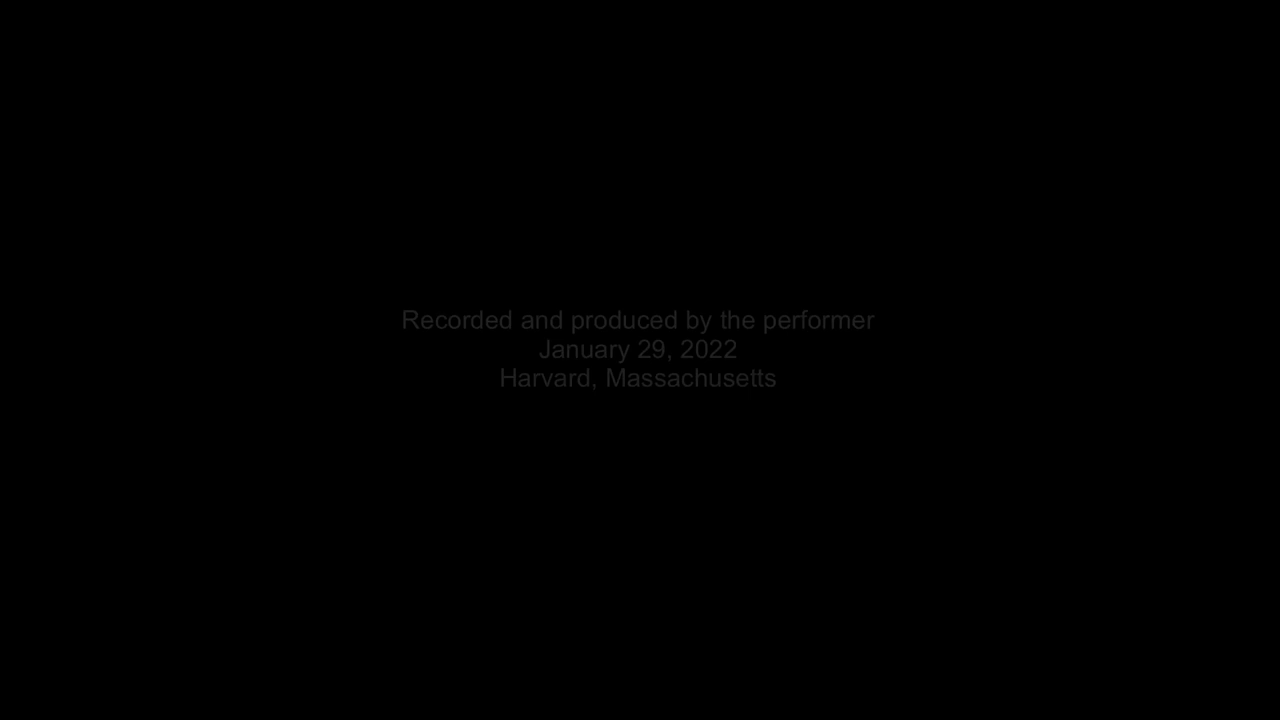 Recorded and produced by the performer
January 29, 2022
Harvard, Massachusetts